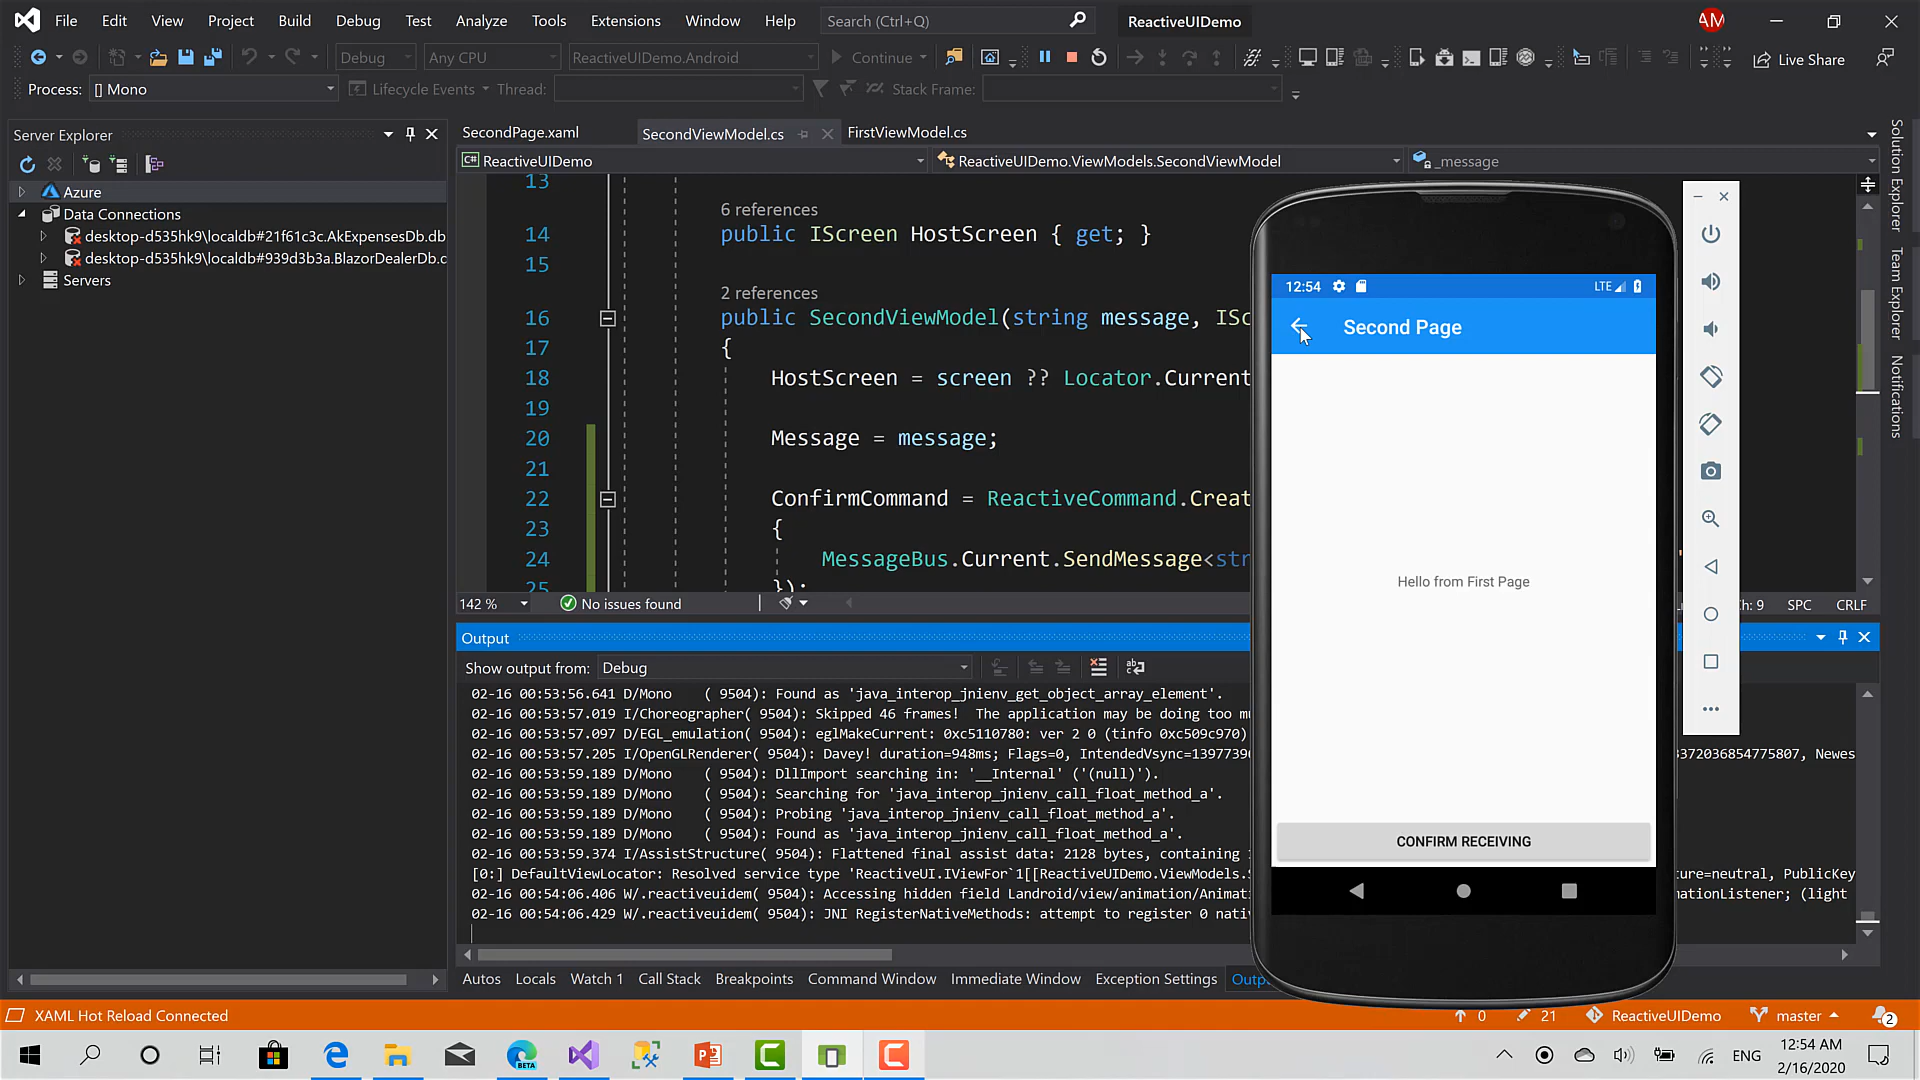 File Edit View Project Build Debug Test Analyze Tools Extensions Window Help Search (Ctrl+Q) ReactiveUIDemo AM
Debug Any CPU ReactiveUIDemo.Android Continue Live Share
Process: [] Mono Lifecycle Events Thread: Stack Frame:
Server Explorer
Azure
Data Connections
desktop-d535hk9\localdb#21f61c3c.AkExpensesDb.db
desktop-d535hk9\localdb#939d3b3a.BlazorDealerDb.
Servers
SecondPage.xaml SecondViewModel.cs FirstViewModel.cs
C# ReactiveUIDemo ReactiveUIDemo.ViewModels.SecondViewModel _message
13
6 references
14 public IScreen HostScreen { get; }
15
2 references
16 public SecondViewModel(string message, ISc
17 {
18 HostScreen = screen ?? Locator.Current
19
20 Message = message;
21
22 ConfirmCommand = ReactiveCommand.Creat
23 {
24 MessageBus.Current.SendMessage<str
25 });
142 % No issues found Ch: 9 SPC CRLF
Output
Show output from: Debug
02-16 00:53:56.641 D/Mono ( 9504): Found as 'java_interop_jnienv_get_object_array_element'.
02-16 00:53:57.019 I/Choreographer( 9504): Skipped 46 frames! The application may be doing too mu
02-16 00:53:57.097 D/EGL_emulation( 9504): eglMakeCurrent: 0xc5110780: ver 2 0 (tinfo 0xc509c970)
02-16 00:53:57.205 I/OpenGLRenderer( 9504): Davey! duration=948ms; Flags=0, IntendedVsync=1397739 372036854775807, Newes
02-16 00:53:59.189 D/Mono ( 9504): DllImport searching in: '__Internal' ('(null)').
02-16 00:53:59.189 D/Mono ( 9504): Searching for 'java_interop_jnienv_call_float_method_a'.
02-16 00:53:59.189 D/Mono ( 9504): Probing 'java_interop_jnienv_call_float_method_a'.
02-16 00:53:59.189 D/Mono ( 9504): Found as 'java_interop_jnienv_call_float_method_a'.
02-16 00:53:59.374 I/AssistStructure( 9504): Flattened final assist data: 2128 bytes, containing
[0:] DefaultViewLocator: Resolved service type 'ReactiveUI.IViewFor`1[[ReactiveUIDemo.ViewModels.S ture=neutral, PublicKey
02-16 00:54:06.406 W/.reactiveuidem( 9504): Accessing hidden field Landroid/view/animation/Animati mationListener; (light
02-16 00:54:06.429 W/.reactiveuidem( 9504): JNI RegisterNativeMethods: attempt to register 0 nativ
Autos Locals Watch 1 Call Stack Breakpoints Command Window Immediate Window Exception Settings Outp
12:54 LTE
Second Page
Hello from First Page
CONFIRM RECEIVING
Solution Explorer
Team Explorer
Notifications
XAML Hot Reload Connected 0 21 ReactiveUIDemo master 2
BETA
ENG
12:54 AM
2/16/2020